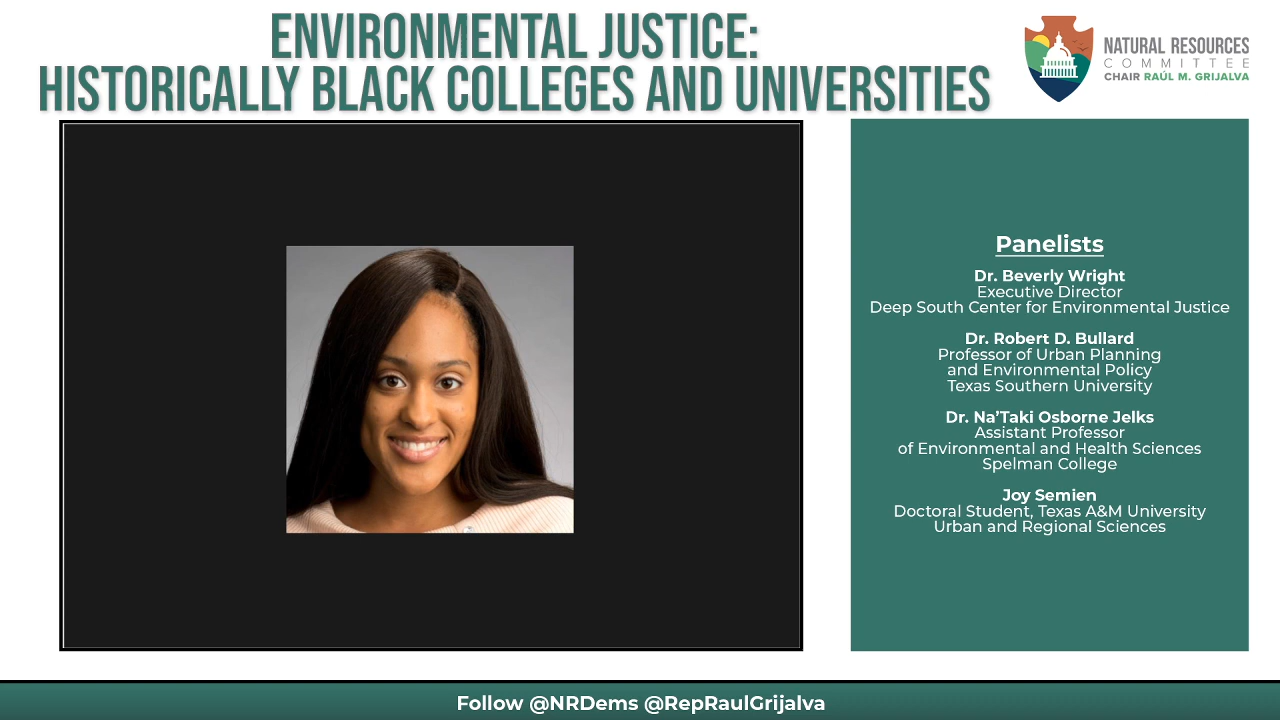 ENVIRONMENTAL JUSTICE:
HISTORICALLY BLACK COLLEGES AND UNIVERSITIES
NATURAL RESOURCES
COMMITTEE
CHAIR RAÚL M. GRIJALVA
Panelists
Dr. Beverly Wright
Executive Director
Deep South Center for Environmental Justice
Dr. Robert D. Bullard
Professor of Urban Planning
and Environmental Policy
Texas Southern University
Dr. Na’Taki Osborne Jelks
Assistant Professor
of Environmental and Health Sciences
Spelman College
Joy Semien
Doctoral Student, Texas A&M University
Urban and Regional Sciences
Follow @NRDems @RepRaulGrijalva